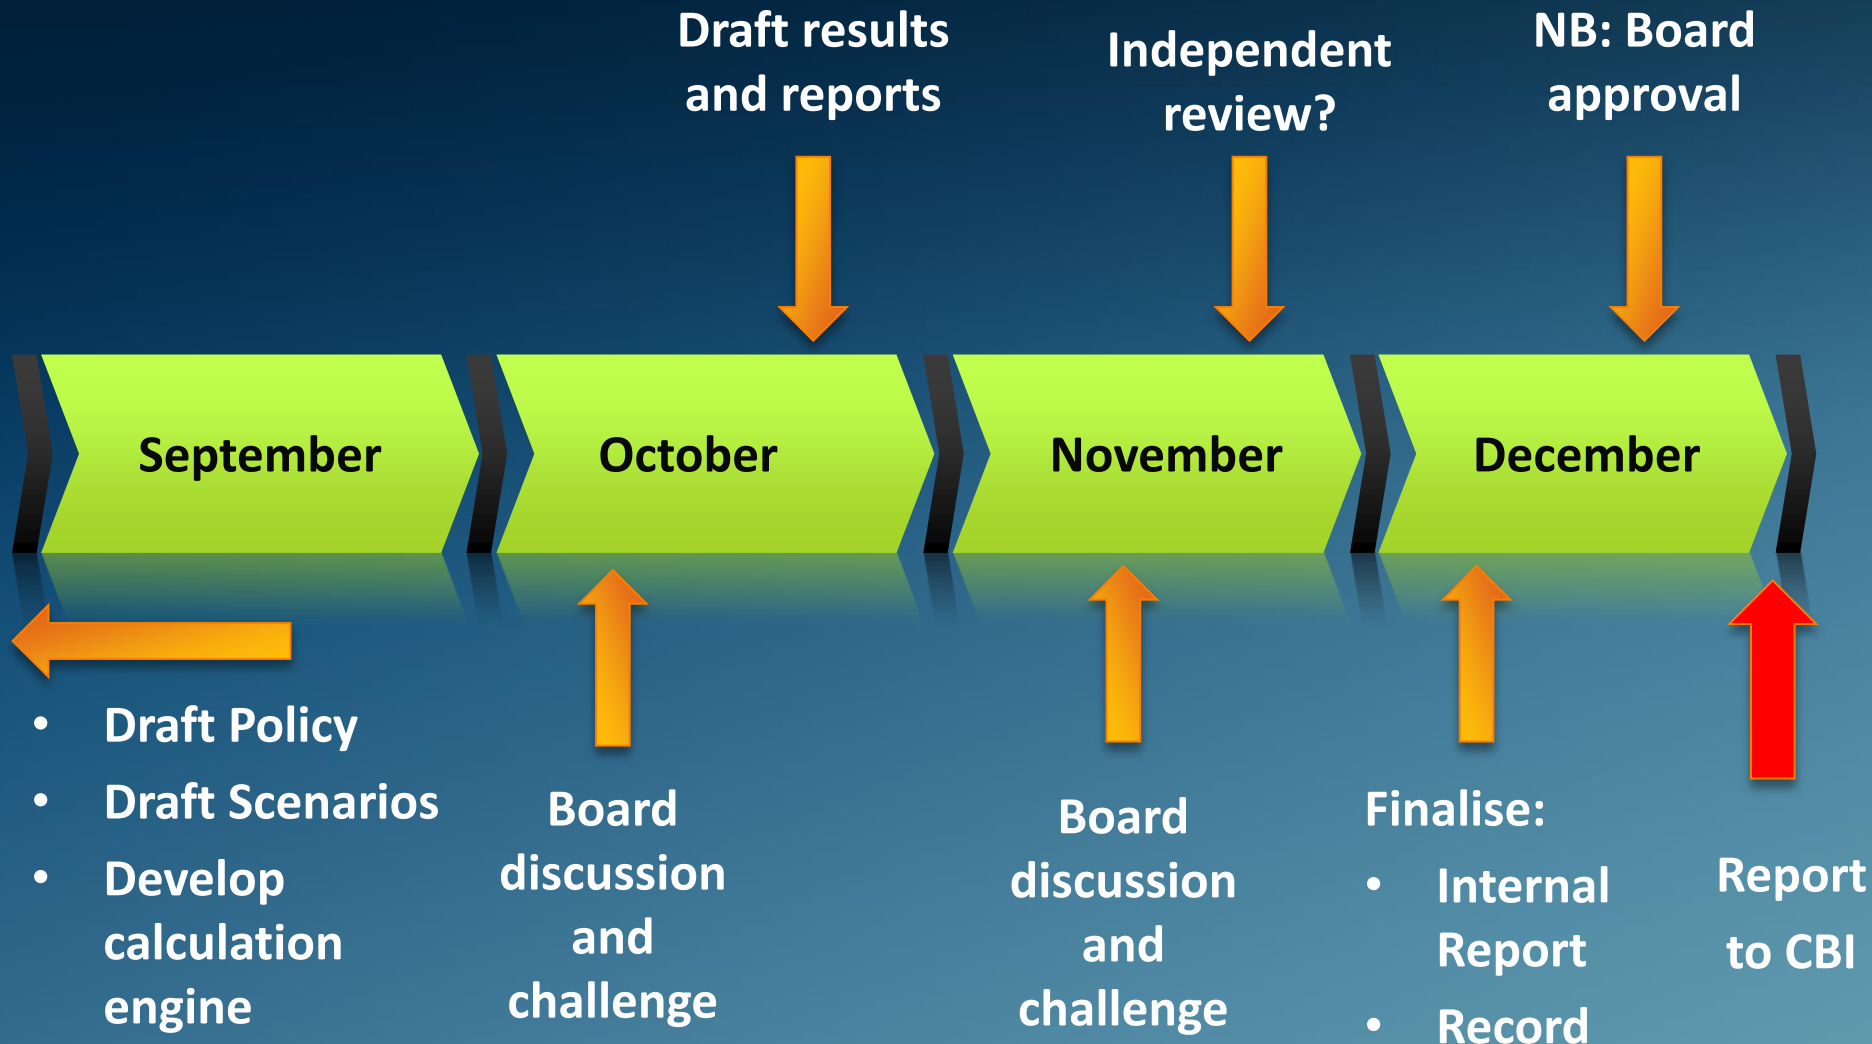 Draft results
and reports
Independent
review?
NB: Board
approval
September
October
November
December
• Draft Policy
• Draft Scenarios
• Develop
calculation
engine
Board
discussion
and
challenge
Board
discussion
and
challenge
Finalise:
• Internal
Report
• Record
Report
to CBI